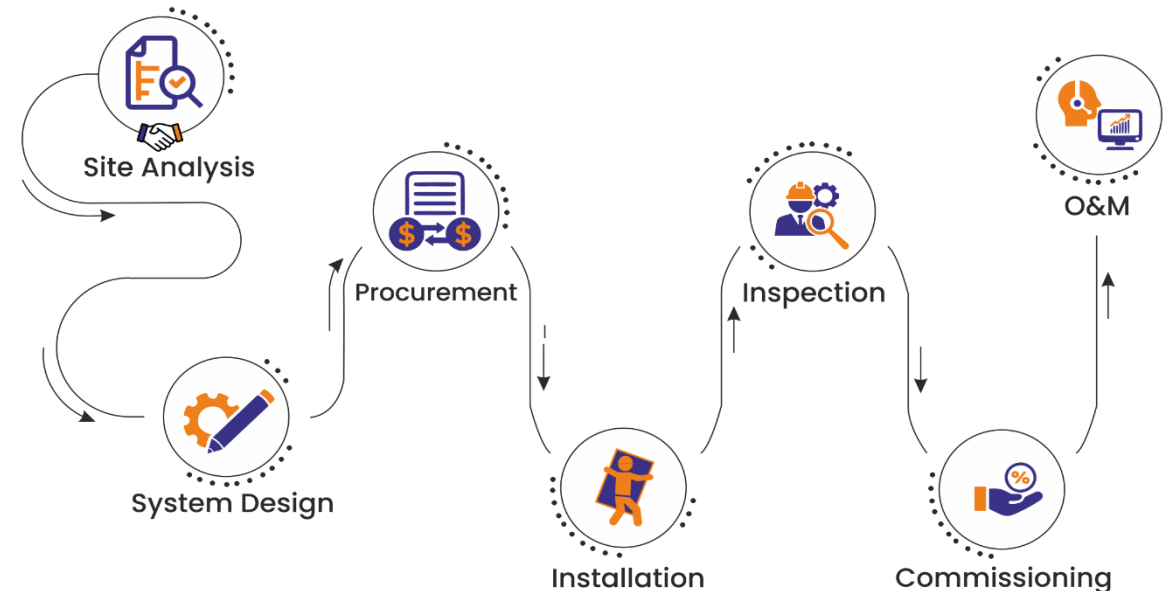 Site Analysis
System Design
Procurement
$ $
Installation
Inspection
Commissioning
%
O&M